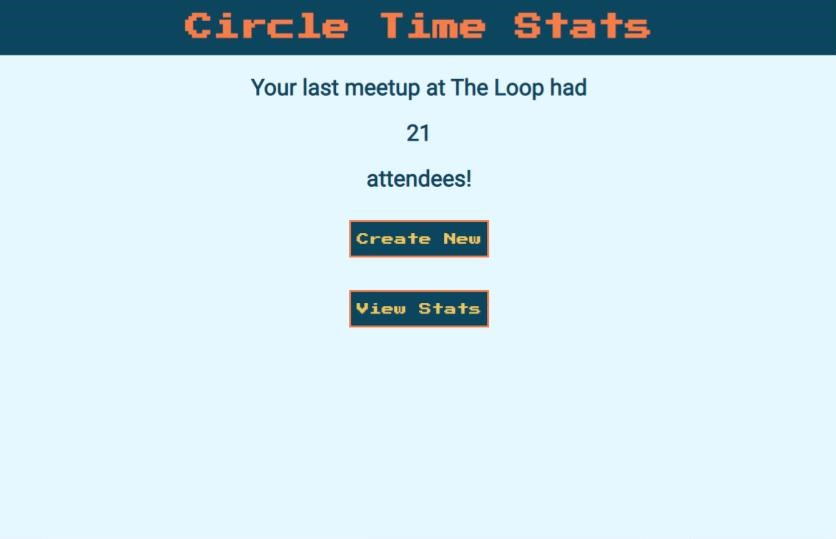 Circle Time Stats
Your last meetup at The Loop had
21
attendees!
Create New
View Stats